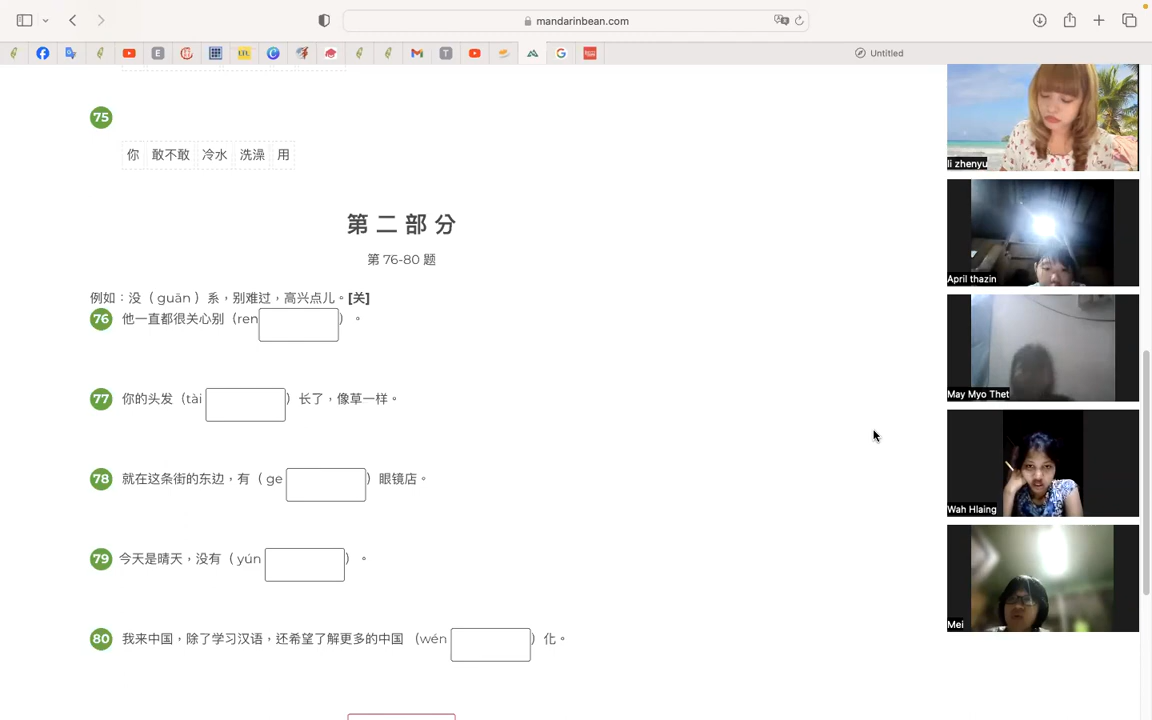 mandarinbean.com
Untitled
75
你 敢不敢 冷水 洗澡 用
第二部分
第 76-80 题
例如：没（ guān ）系，别难过，高兴点儿。[关]
76 他一直都很关心别（ren ）。
77 你的头发（tài ）长了，像草一样。
78 就在这条街的东边，有（ ge ）眼镜店。
79 今天是晴天，没有（ yún ）。
80 我来中国，除了学习汉语，还希望了解更多的中国 （wén ）化。
li zhenyu
April thazin
May Myo Thet
Wah Hlaing
Mei